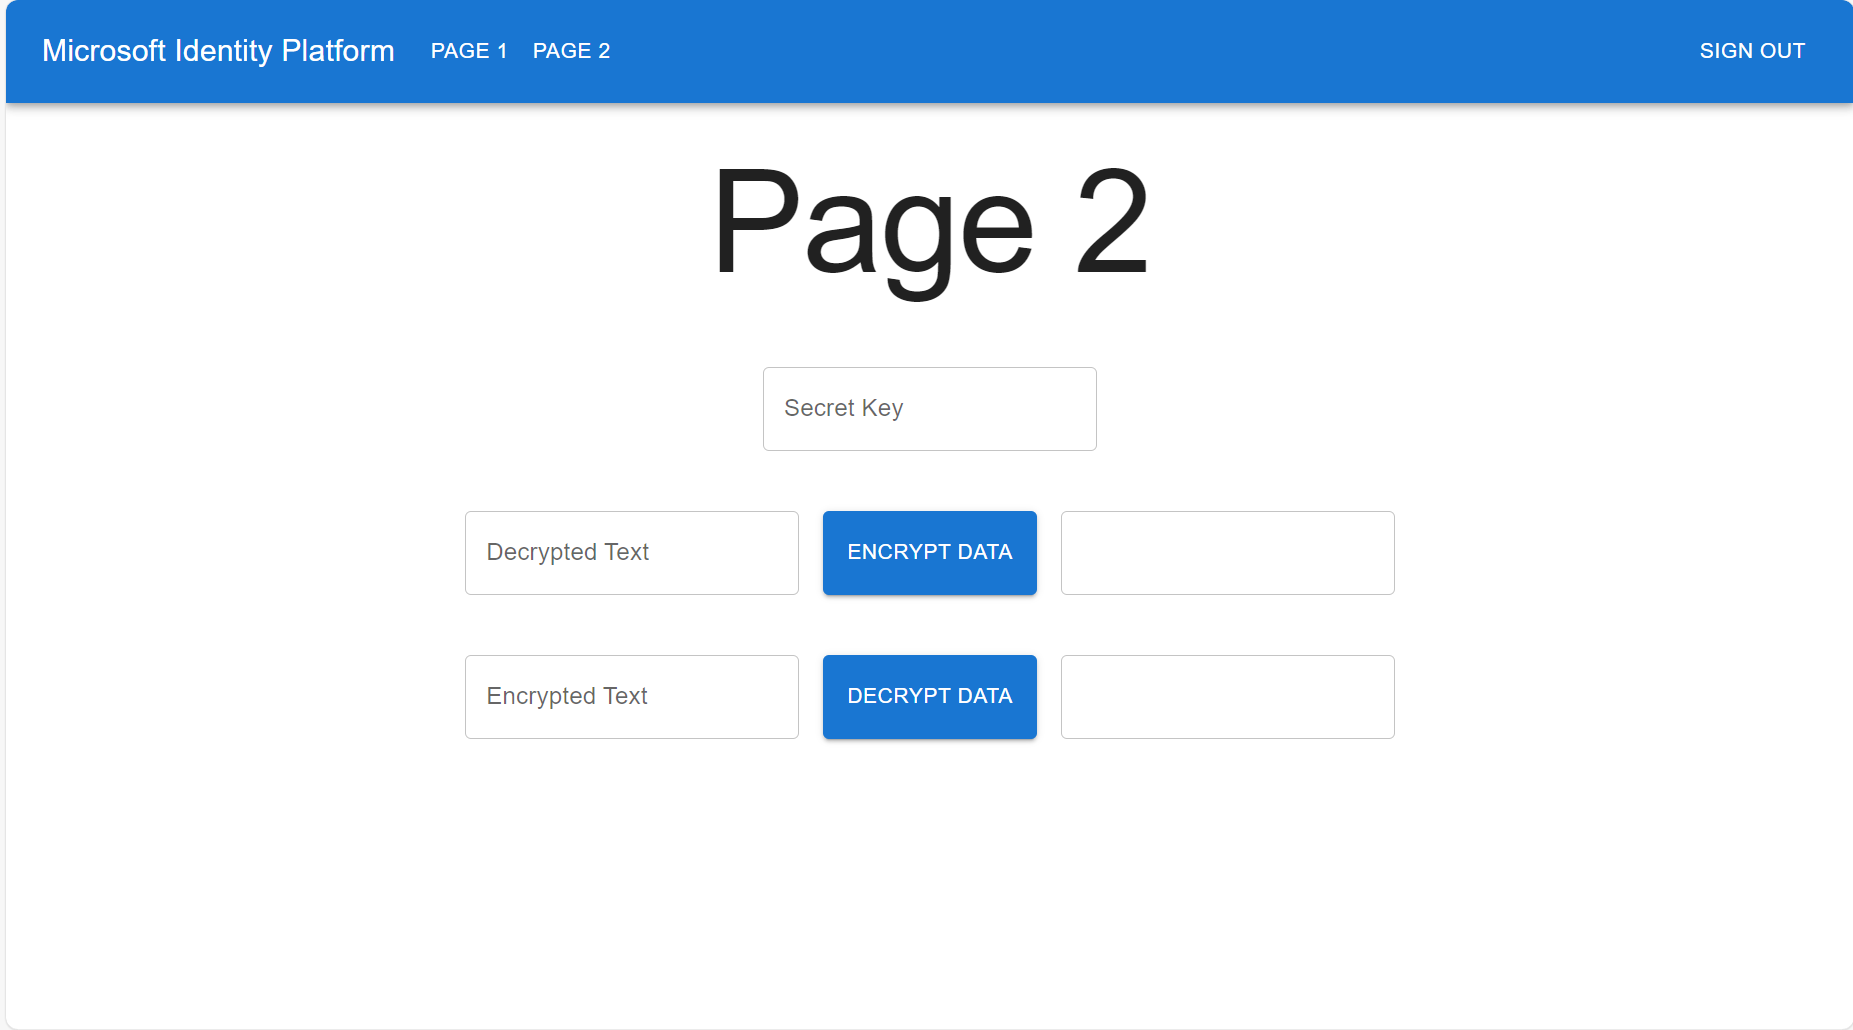 Microsoft Identity Platform PAGE 1 PAGE 2 SIGN OUT
Page 2
Secret Key
Decrypted Text ENCRYPT DATA
Encrypted Text DECRYPT DATA